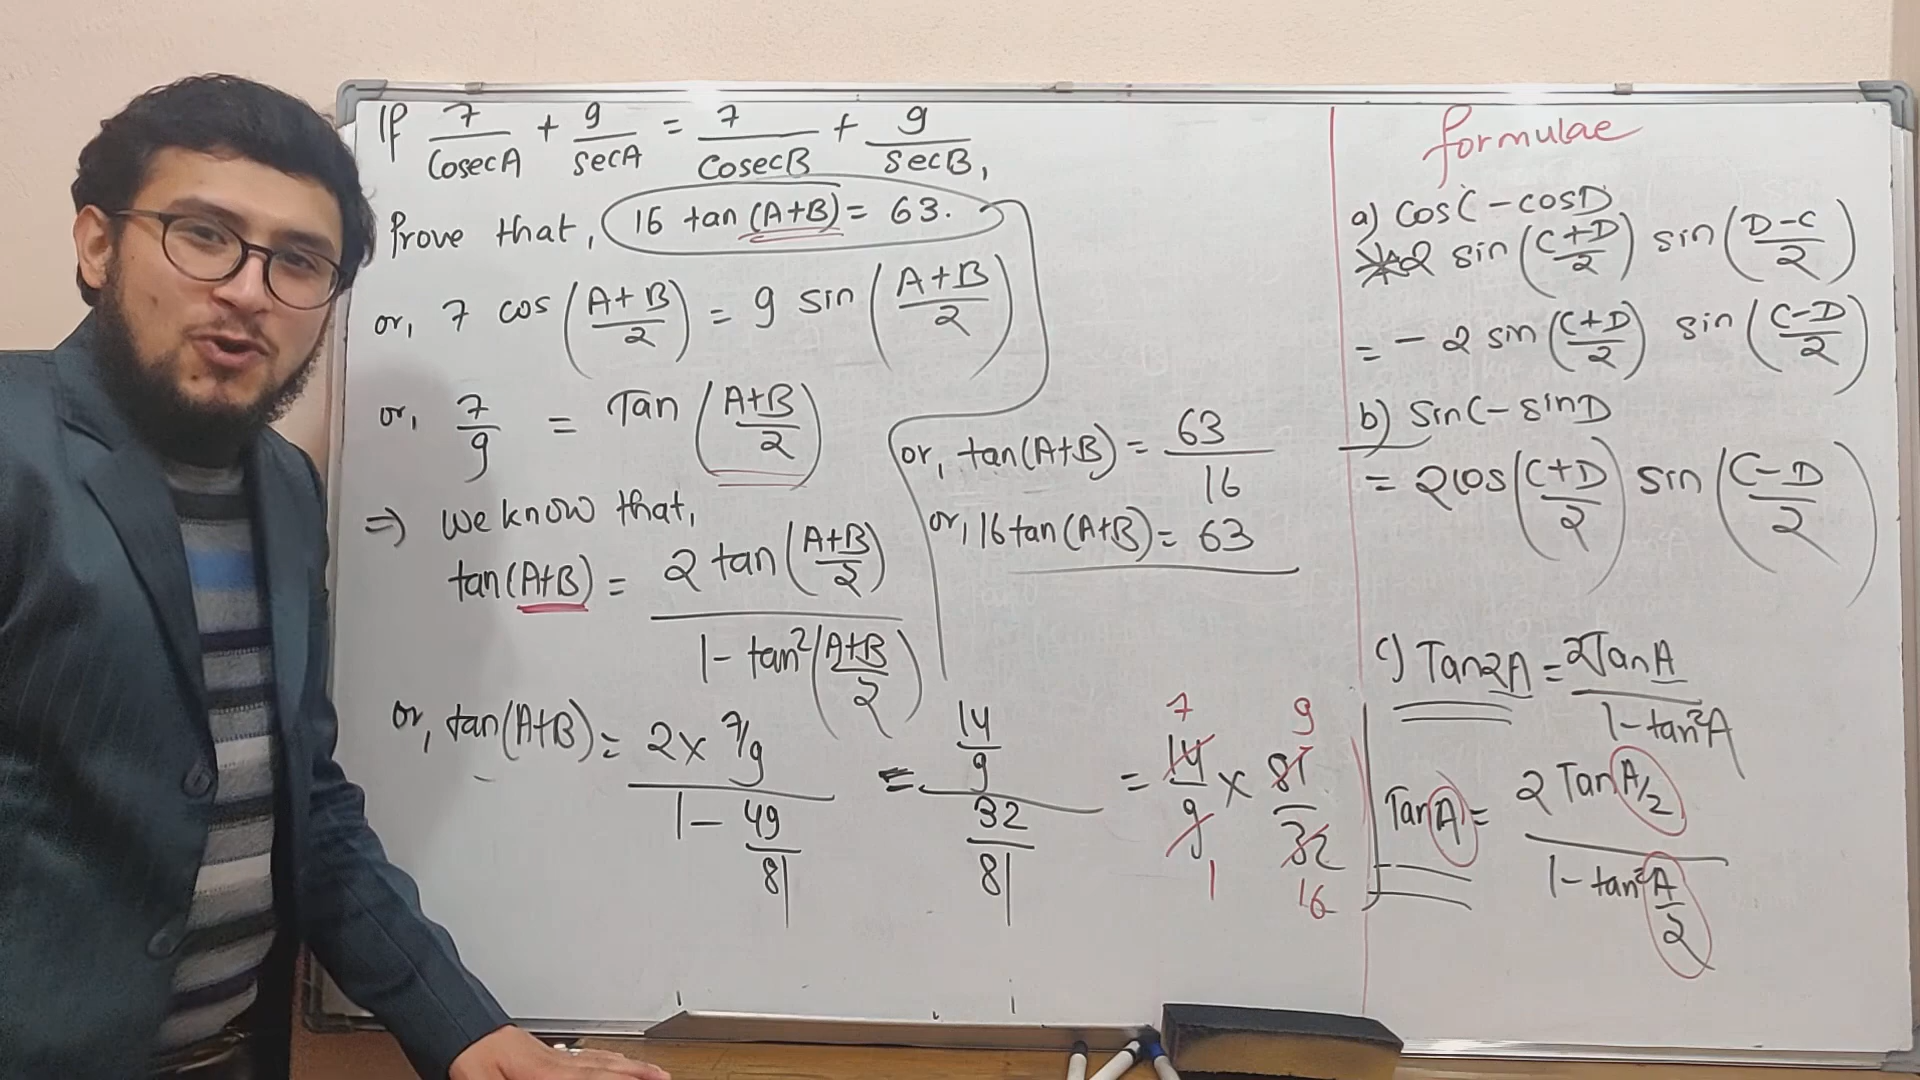 If 7/CosecA + 9/SecA = 7/CosecB + 9/SecB,
Prove that, 16 tan (A+B) = 63.
or, 7 cos (A+B/2) = 9 sin (A+B/2)
or, 7/9 = Tan (A+B/2)
=> We know that,
tan(A+B) = 2 tan (A+B/2) / 1 - tan² (A+B/2)
or, tan(A+B) = 2 x 7/9 / 1 - 49/81 = 14/9 / 32/81 = 14/9 x 81/32
7 9
1 16
or, tan(A+B) = 63/16
or, 16 tan(A+B) = 63
formulae
a) CosC - cosD
2 sin (C+D/2) sin (D-C/2)
= - 2 sin (C+D/2) sin (C-D/2)
b) SinC - sinD
= 2cos (C+D/2) sin (C-D/2)
c) Tan2A = 2TanA / 1-tan²A
TanA = 2 Tan A/2 / 1-tan² A/2